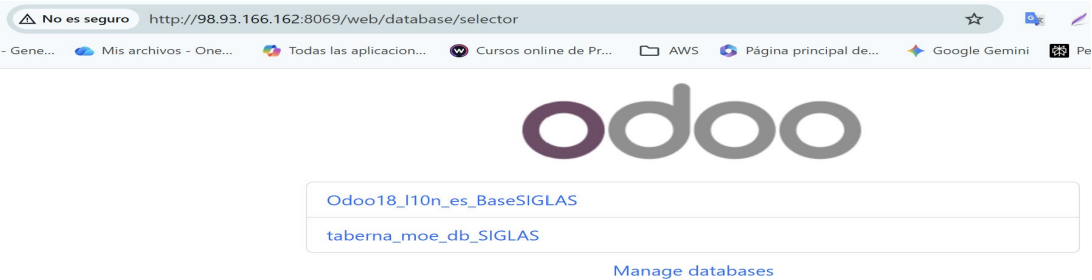 No es seguro http://98.93.166.162:8069/web/database/selector
- Gene... Mis archivos - One... Todas las aplicacion... Cursos online de Pr... AWS Página principal de... Google Gemini Pe
odoo
Odoo18_l10n_es_BaseSIGLAS
taberna_moe_db_SIGLAS
Manage databases